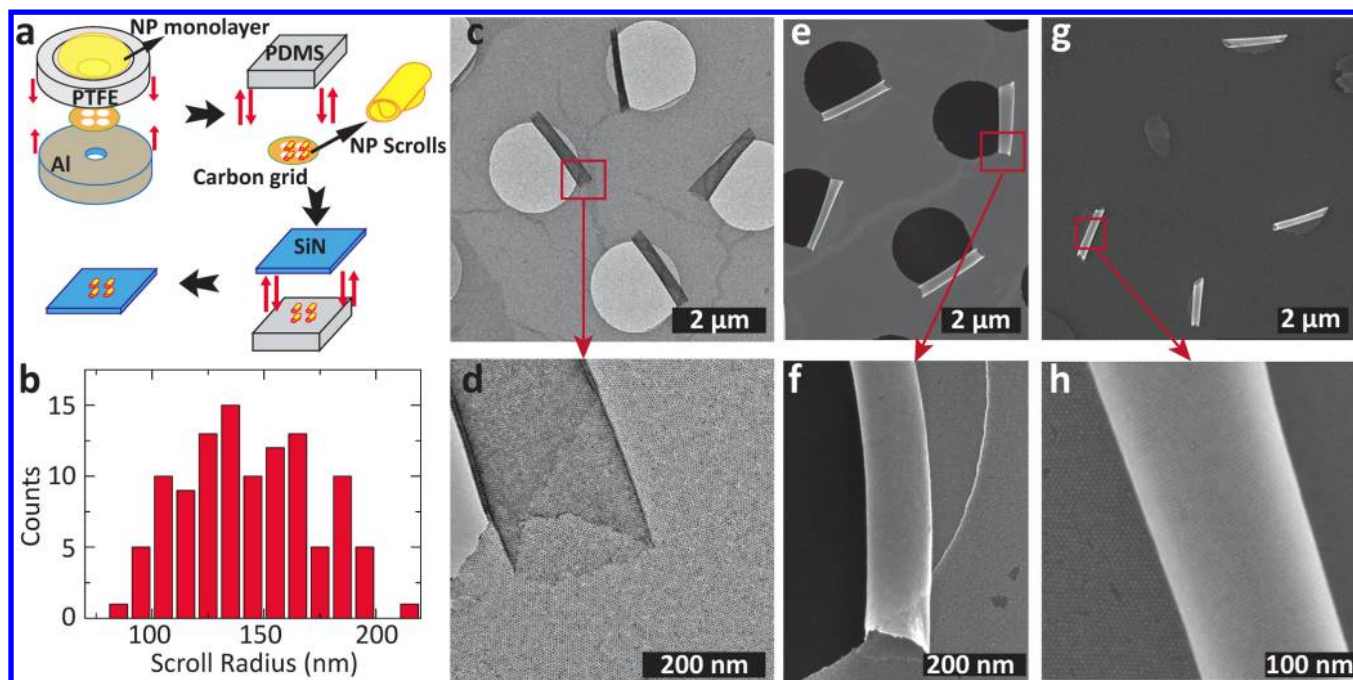 a
NP monolayer
PTFE
Al
PDMS
NP Scrolls
Carbon grid
SiN
b
15
10
5
0
Counts
100
150
200
Scroll Radius (nm)
c
2 µm
d
200 nm
e
2 µm
f
200 nm
g
2 µm
h
100 nm